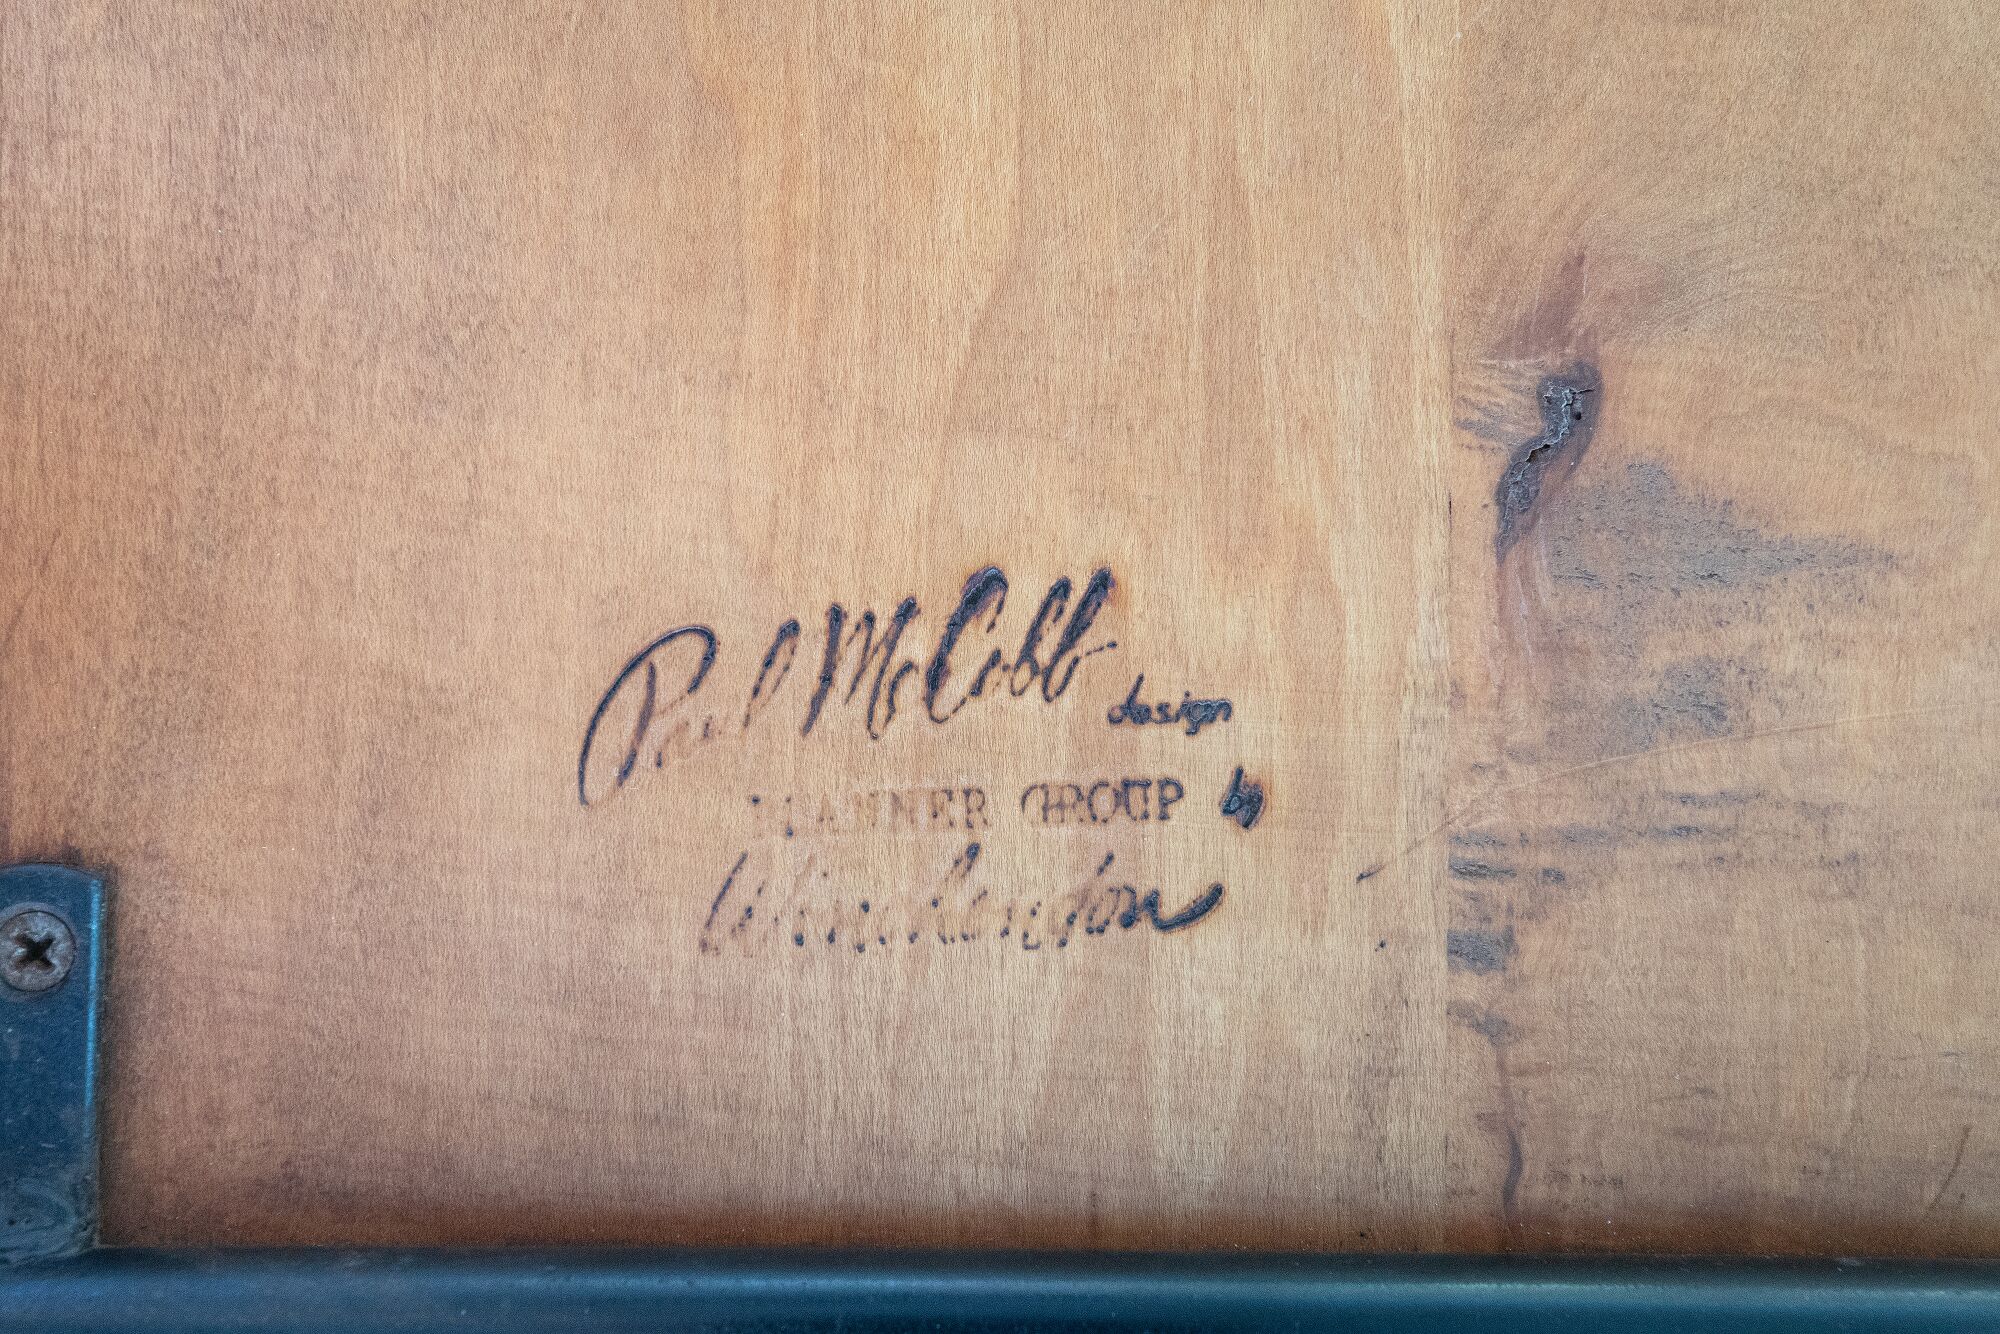 Paul McCobb design
PLANNER GROUP by
Winchendon